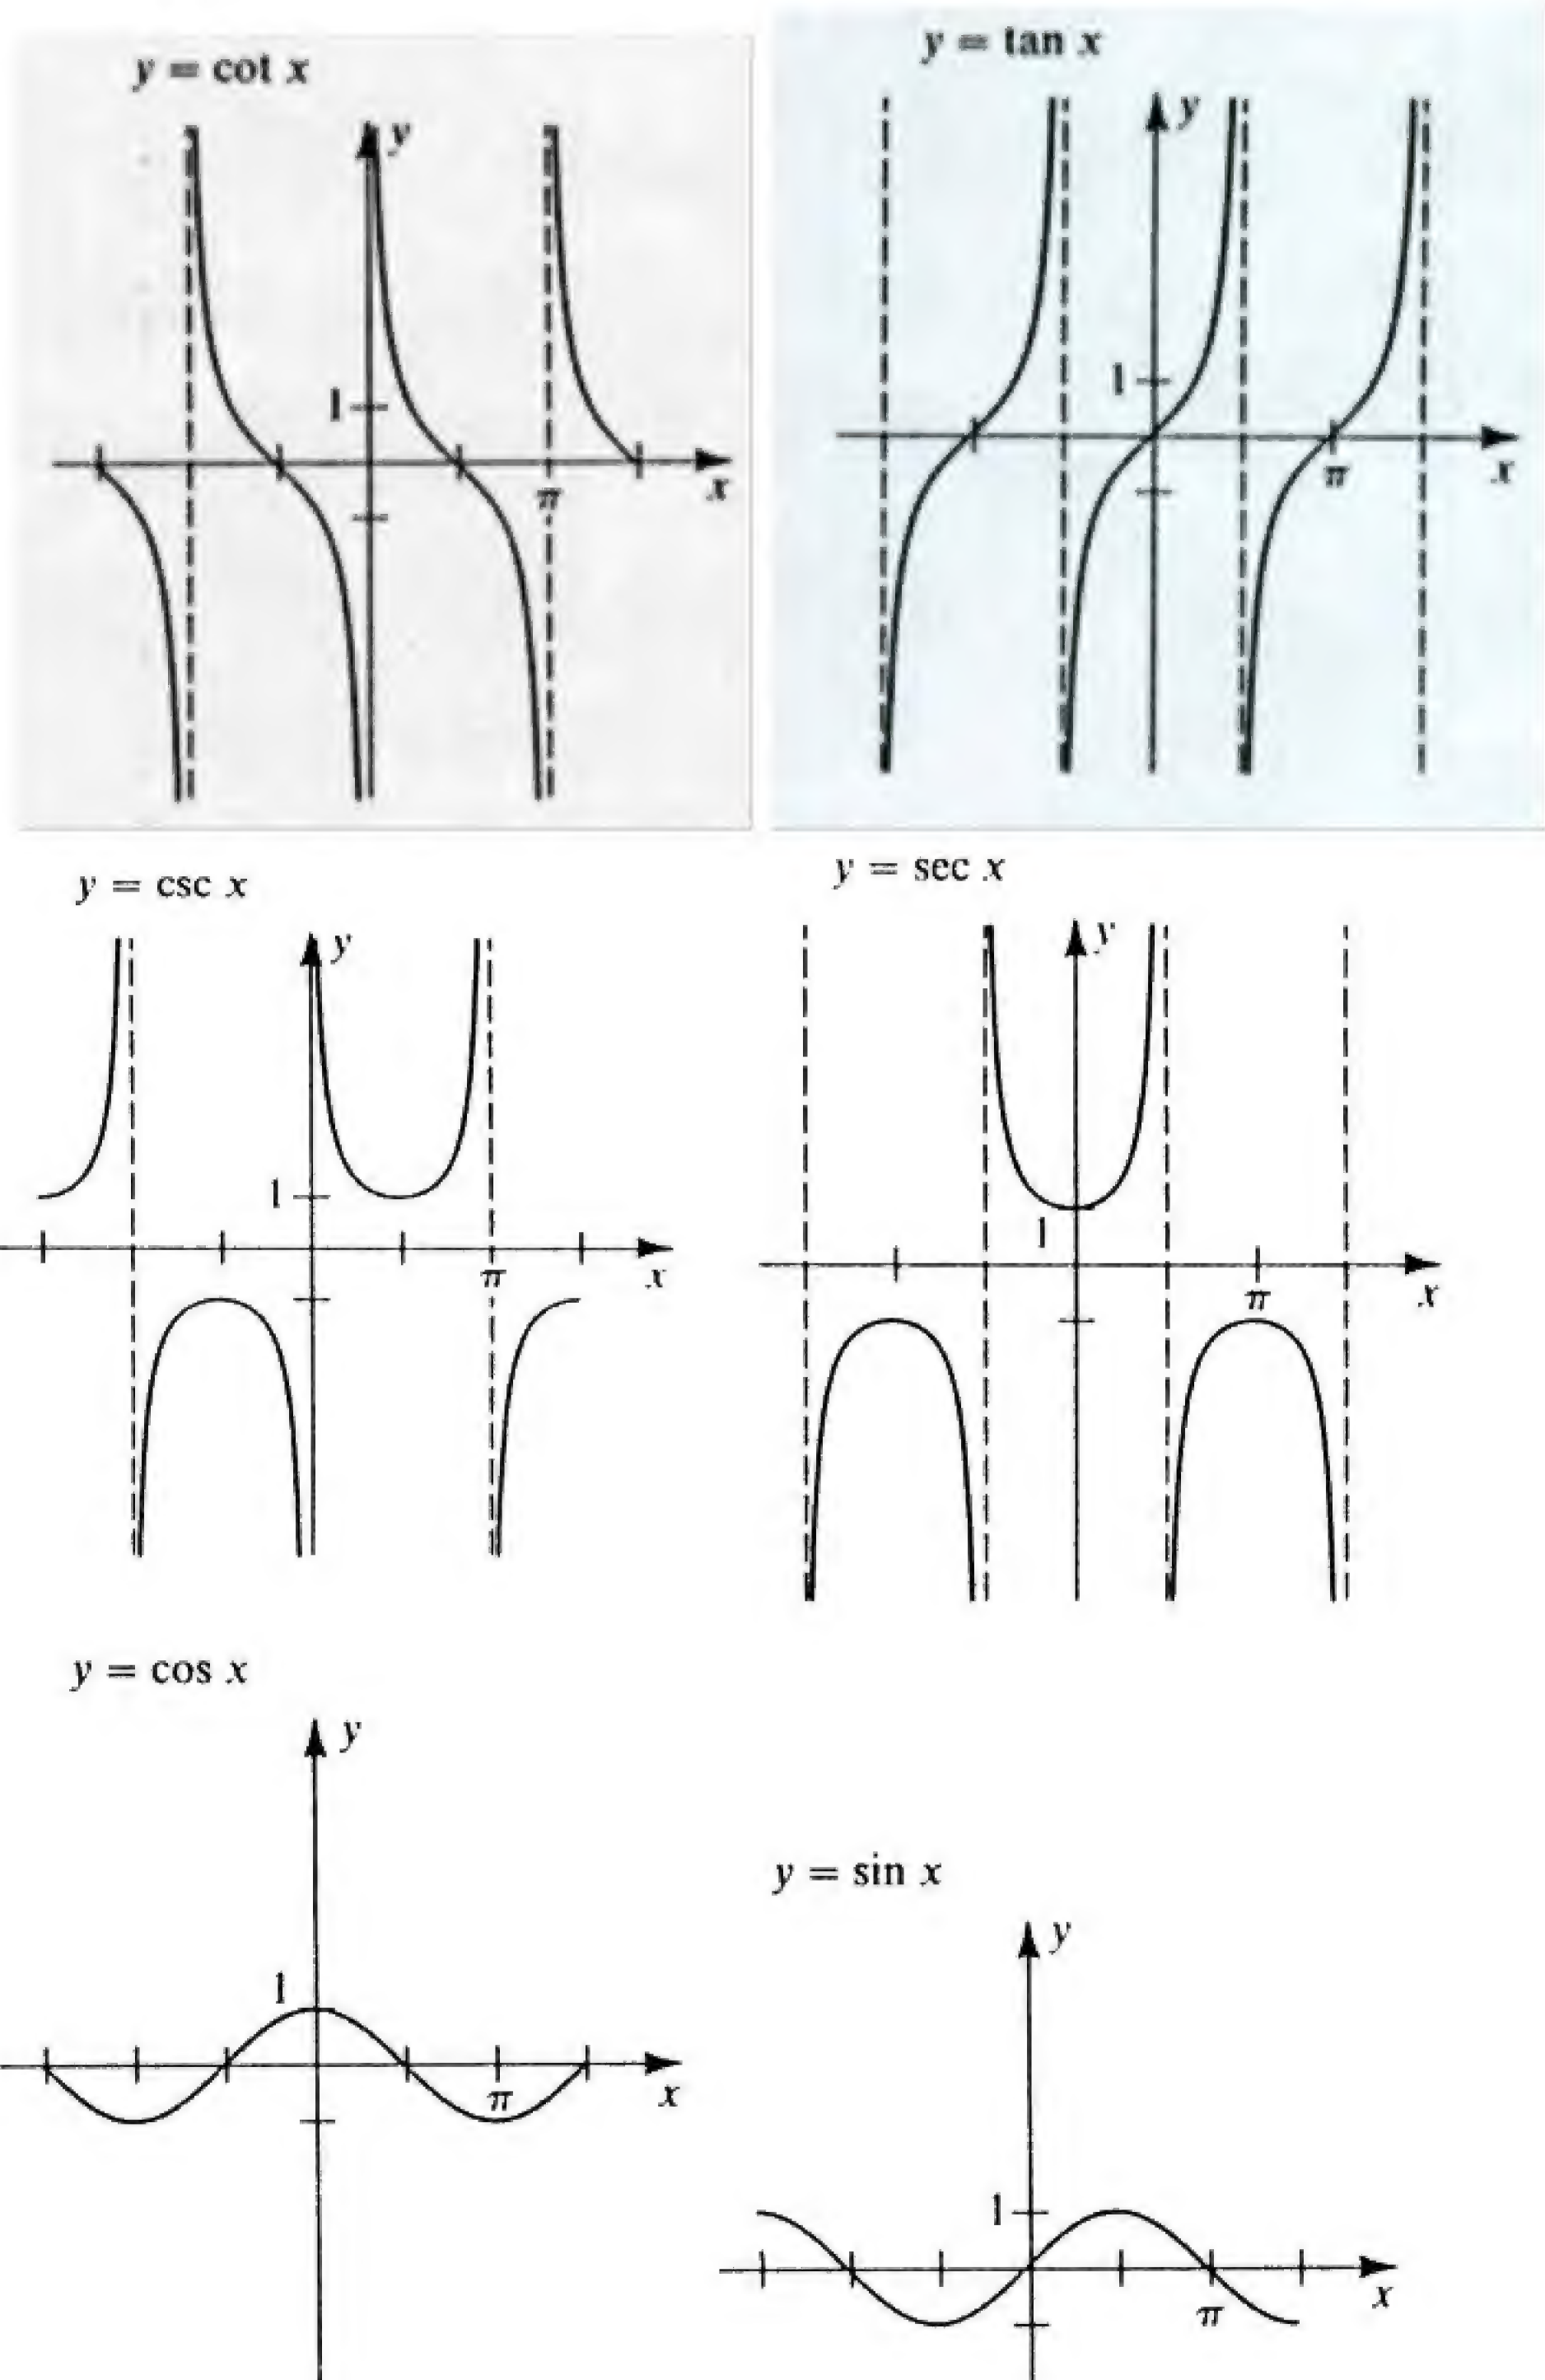 y = cot x
y
1
π
x
y = tan x
y
1
π
x
y = csc x
y
1
π
x
y = sec x
y
1
π
x
y = cos x
y
1
π
x
y = sin x
y
1
π
x